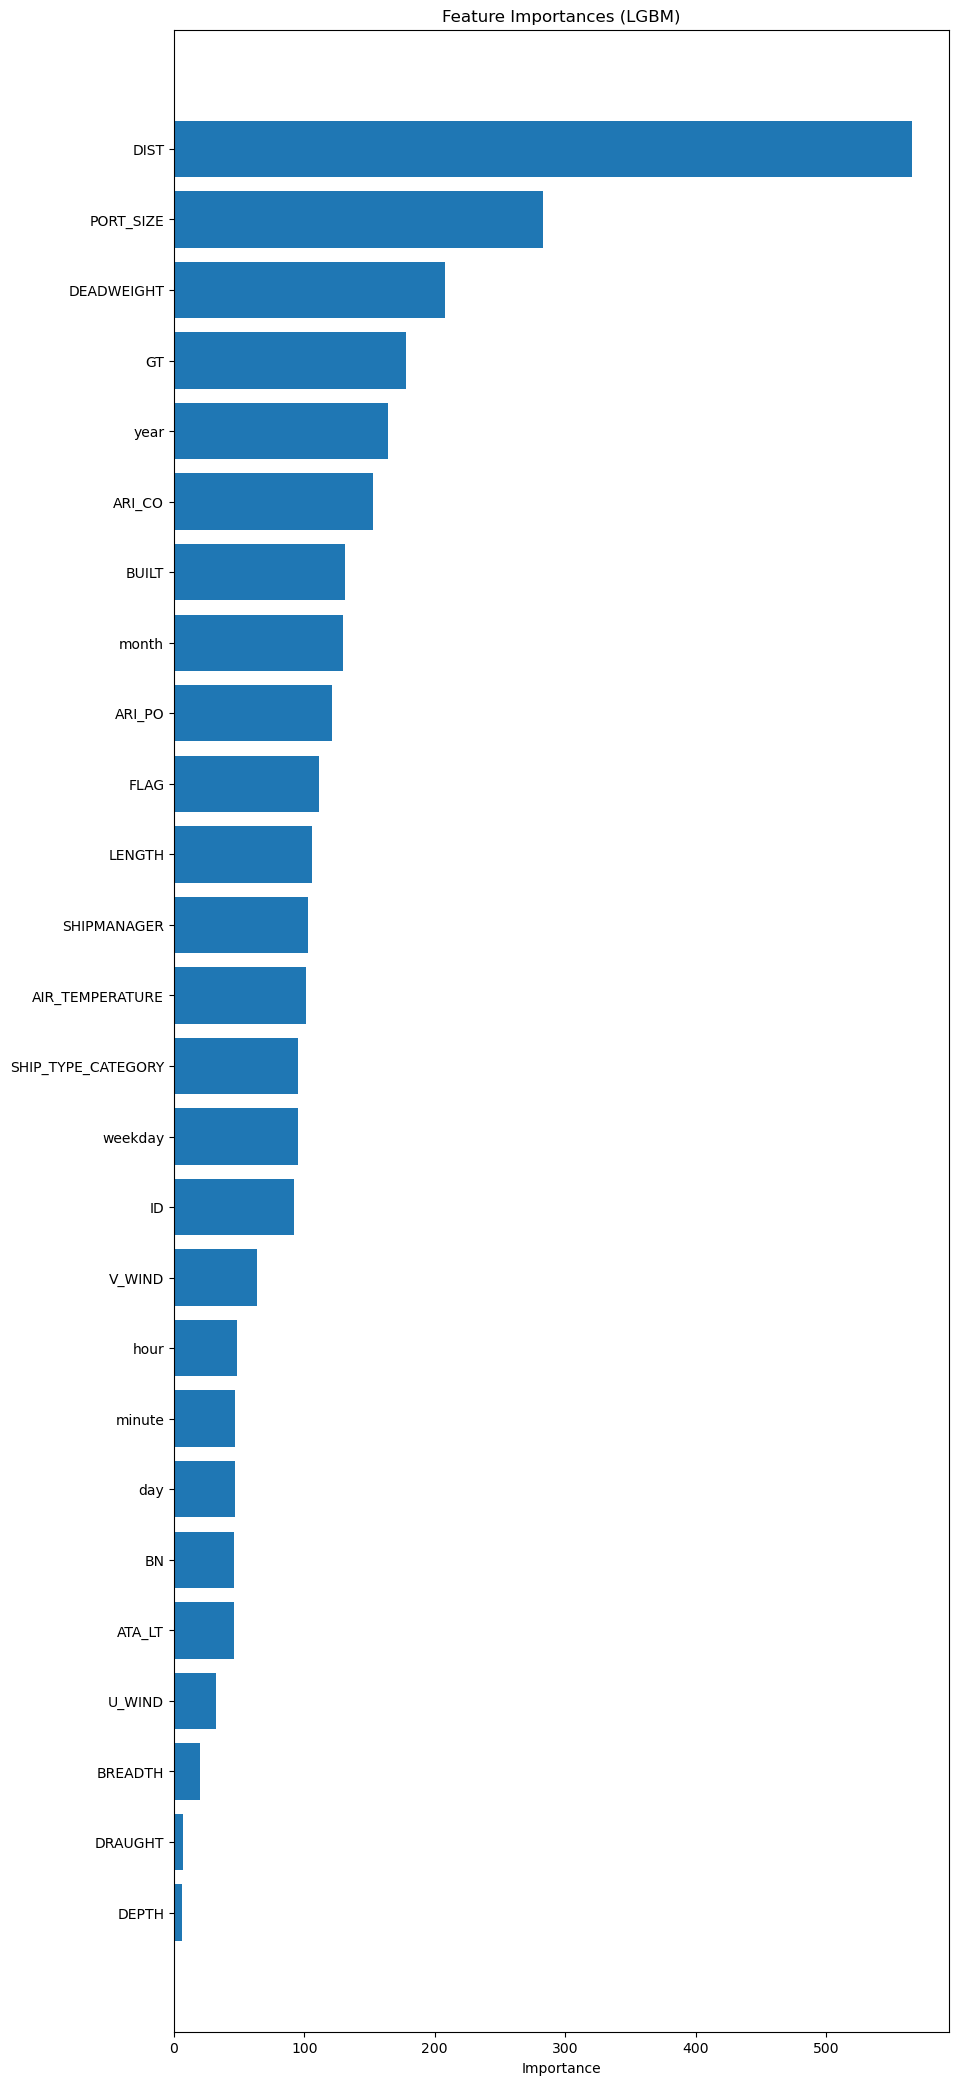 Feature Importances (LGBM)
DIST
PORT_SIZE
DEADWEIGHT
GT
year
ARI_CO
BUILT
month
ARI_PO
FLAG
LENGTH
SHIPMANAGER
AIR_TEMPERATURE
SHIP_TYPE_CATEGORY
weekday
ID
V_WIND
hour
minute
day
BN
ATA_LT
U_WIND
BREADTH
DRAUGHT
DEPTH
0 100 200 300 400 500
Importance